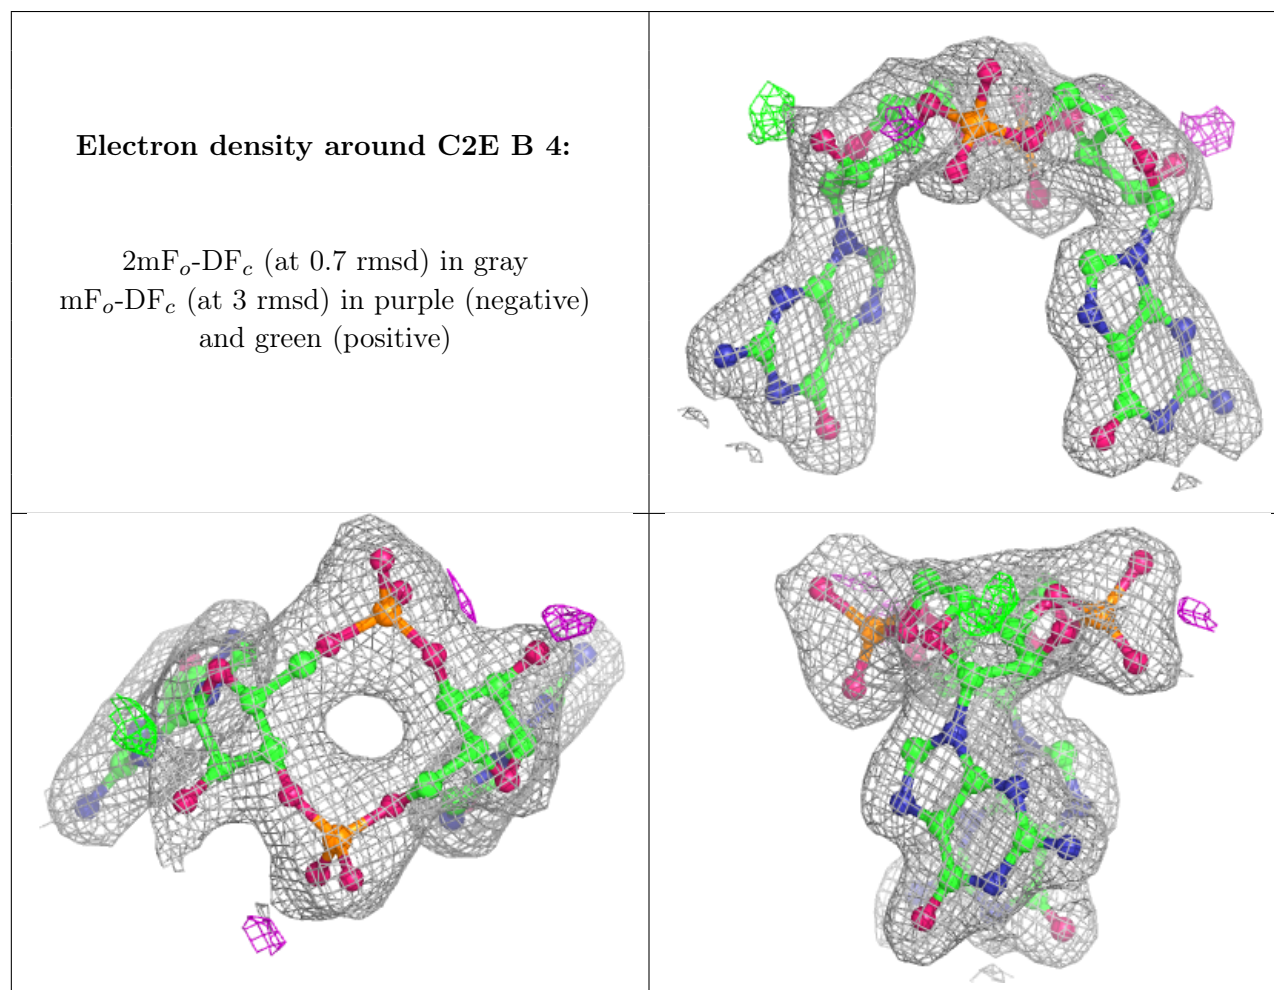 Electron density around C2E B 4:
2mFₒ-DF𝒸 (at 0.7 rmsd) in gray
mFₒ-DF𝒸 (at 3 rmsd) in purple (negative)
and green (positive)